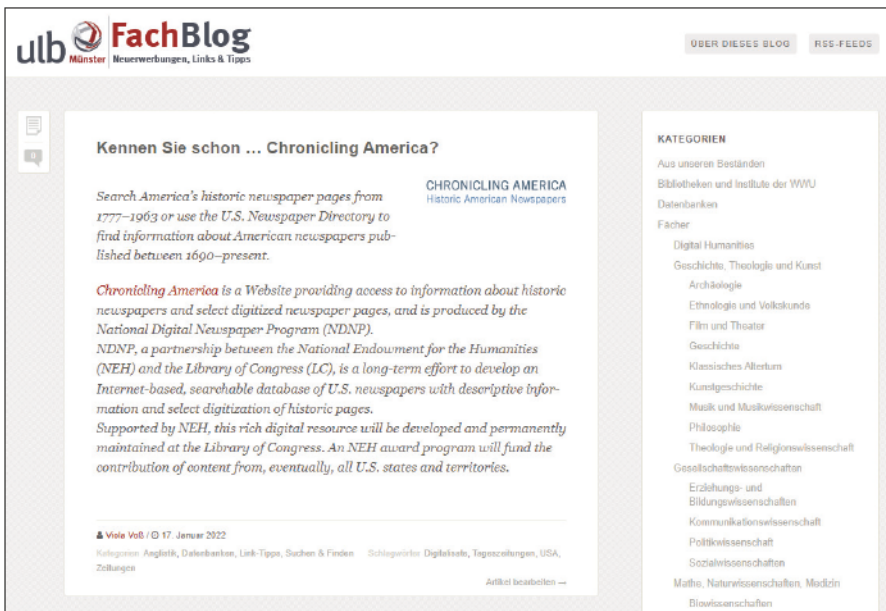 ulb
Münster
FachBlog
Neuerwerbungen, Links & Tipps
ÜBER DIESES BLOG
RSS-FEEDS
0
Kennen Sie schon … Chronicling America?
CHRONICLING AMERICA
Historic American Newspapers
Search America's historic newspaper pages from
1777–1963 or use the U.S. Newspaper Directory to
find information about American newspapers pub-
lished between 1690–present.
Chronicling America is a Website providing access to information about historic
newspapers and select digitized newspaper pages, and is produced by the
National Digital Newspaper Program (NDNP).
NDNP, a partnership between the National Endowment for the Humanities
(NEH) and the Library of Congress (LC), is a long-term effort to develop an
Internet-based, searchable database of U.S. newspapers with descriptive infor-
mation and select digitization of historic pages.
Supported by NEH, this rich digital resource will be developed and permanently
maintained at the Library of Congress. An NEH award program will fund the
contribution of content from, eventually, all U.S. states and territories.
Viola Voß / 17. Januar 2022
Kategorien Anglistik, Datenbanken, Link-Tipps, Suchen & Finden Schlagwörter Digitalisate, Tageszeitungen, USA,
Zeitungen
Artikel bearbeiten →
KATEGORIEN
Aus unseren Beständen
Bibliotheken und Institute der WWU
Datenbanken
Fächer
Digital Humanities
Geschichte, Theologie und Kunst
Archäologie
Ethnologie und Volkskunde
Film und Theater
Geschichte
Klassisches Altertum
Kunstgeschichte
Musik und Musikwissenschaft
Philosophie
Theologie und Religionswissenschaft
Gesellschaftswissenschaften
Erziehungs- und
Bildungswissenschaften
Kommunikationswissenschaft
Politikwissenschaft
Sozialwissenschaften
Mathe, Naturwissenschaften, Medizin
Biowissenschaften